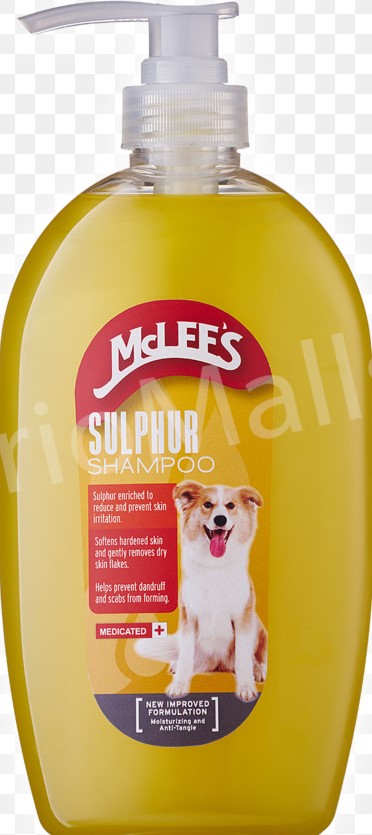 McLEE'S
SULPHUR
SHAMPOO
Sulphur enriched to
reduce and prevent skin
irritation.
Softens hardened skin
and gently removes dry
skin flakes.
Helps prevent dandruff
and scabs from forming.
MEDICATED +
NEW IMPROVED
FORMULATION
Moisturizing and
Anti-Tangle